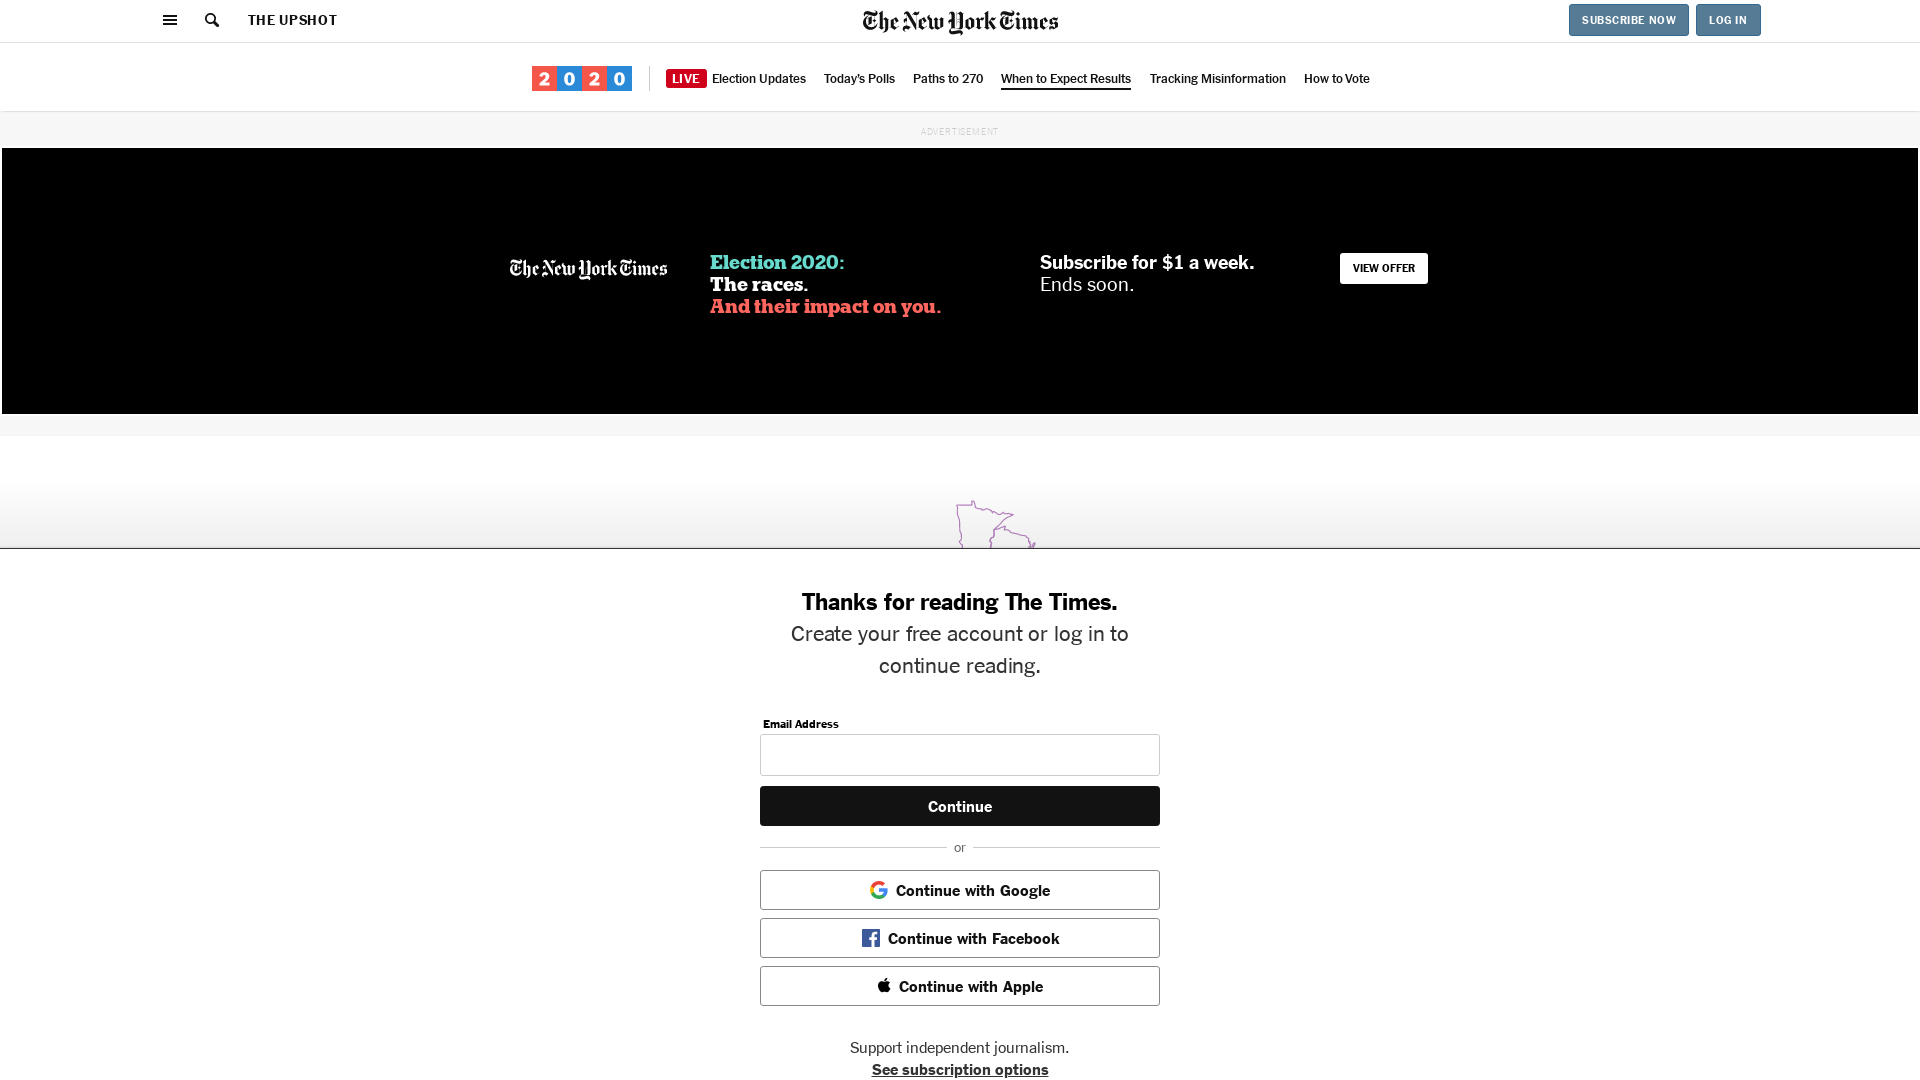 THE UPSHOT
The New York Times
SUBSCRIBE NOW
LOG IN
2020
LIVE Election Updates
Today's Polls
Paths to 270
When to Expect Results
Tracking Misinformation
How to Vote
ADVERTISEMENT
The New York Times
Election 2020:
The races.
And their impact on you.
Subscribe for $1 a week.
Ends soon.
VIEW OFFER
Thanks for reading The Times.
Create your free account or log in to
continue reading.
Email Address
Continue
or
Continue with Google
Continue with Facebook
Continue with Apple
Support independent journalism.
See subscription options